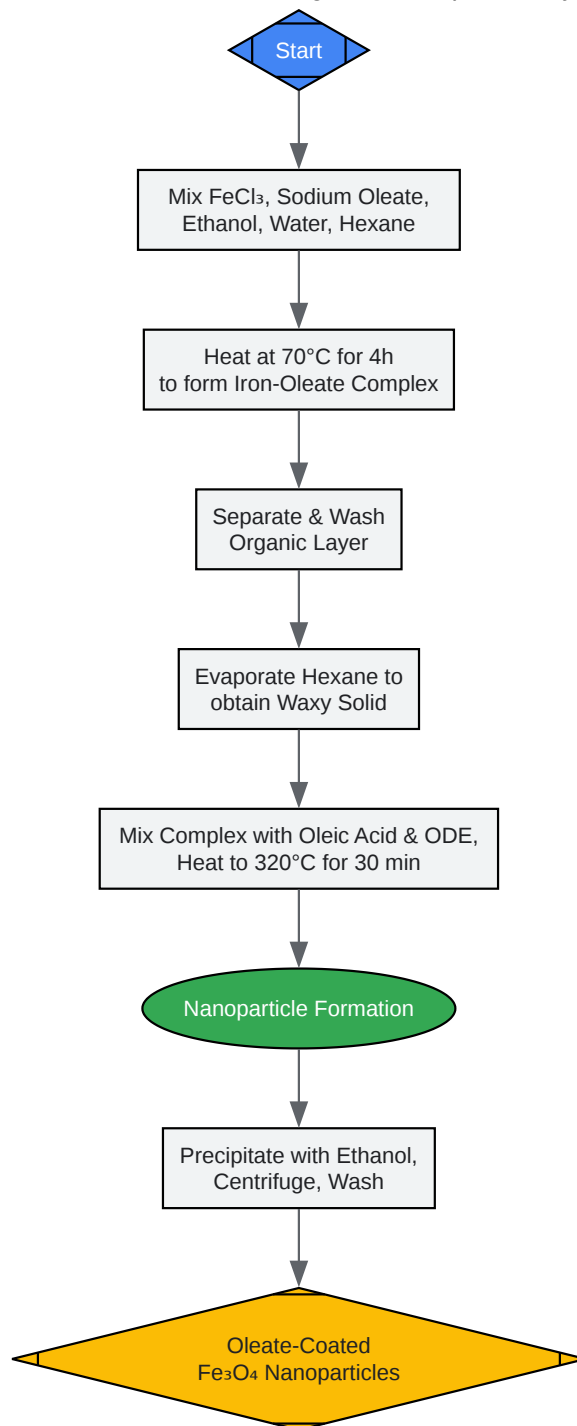 Start
Mix FeCl₃, Sodium Oleate,
Ethanol, Water, Hexane
Heat at 70°C for 4h
to form Iron-Oleate Complex
Separate & Wash
Organic Layer
Evaporate Hexane to
obtain Waxy Solid
Mix Complex with Oleic Acid & ODE,
Heat to 320°C for 30 min
Nanoparticle Formation
Precipitate with Ethanol,
Centrifuge, Wash
Oleate-Coated
Fe₃O₄ Nanoparticles